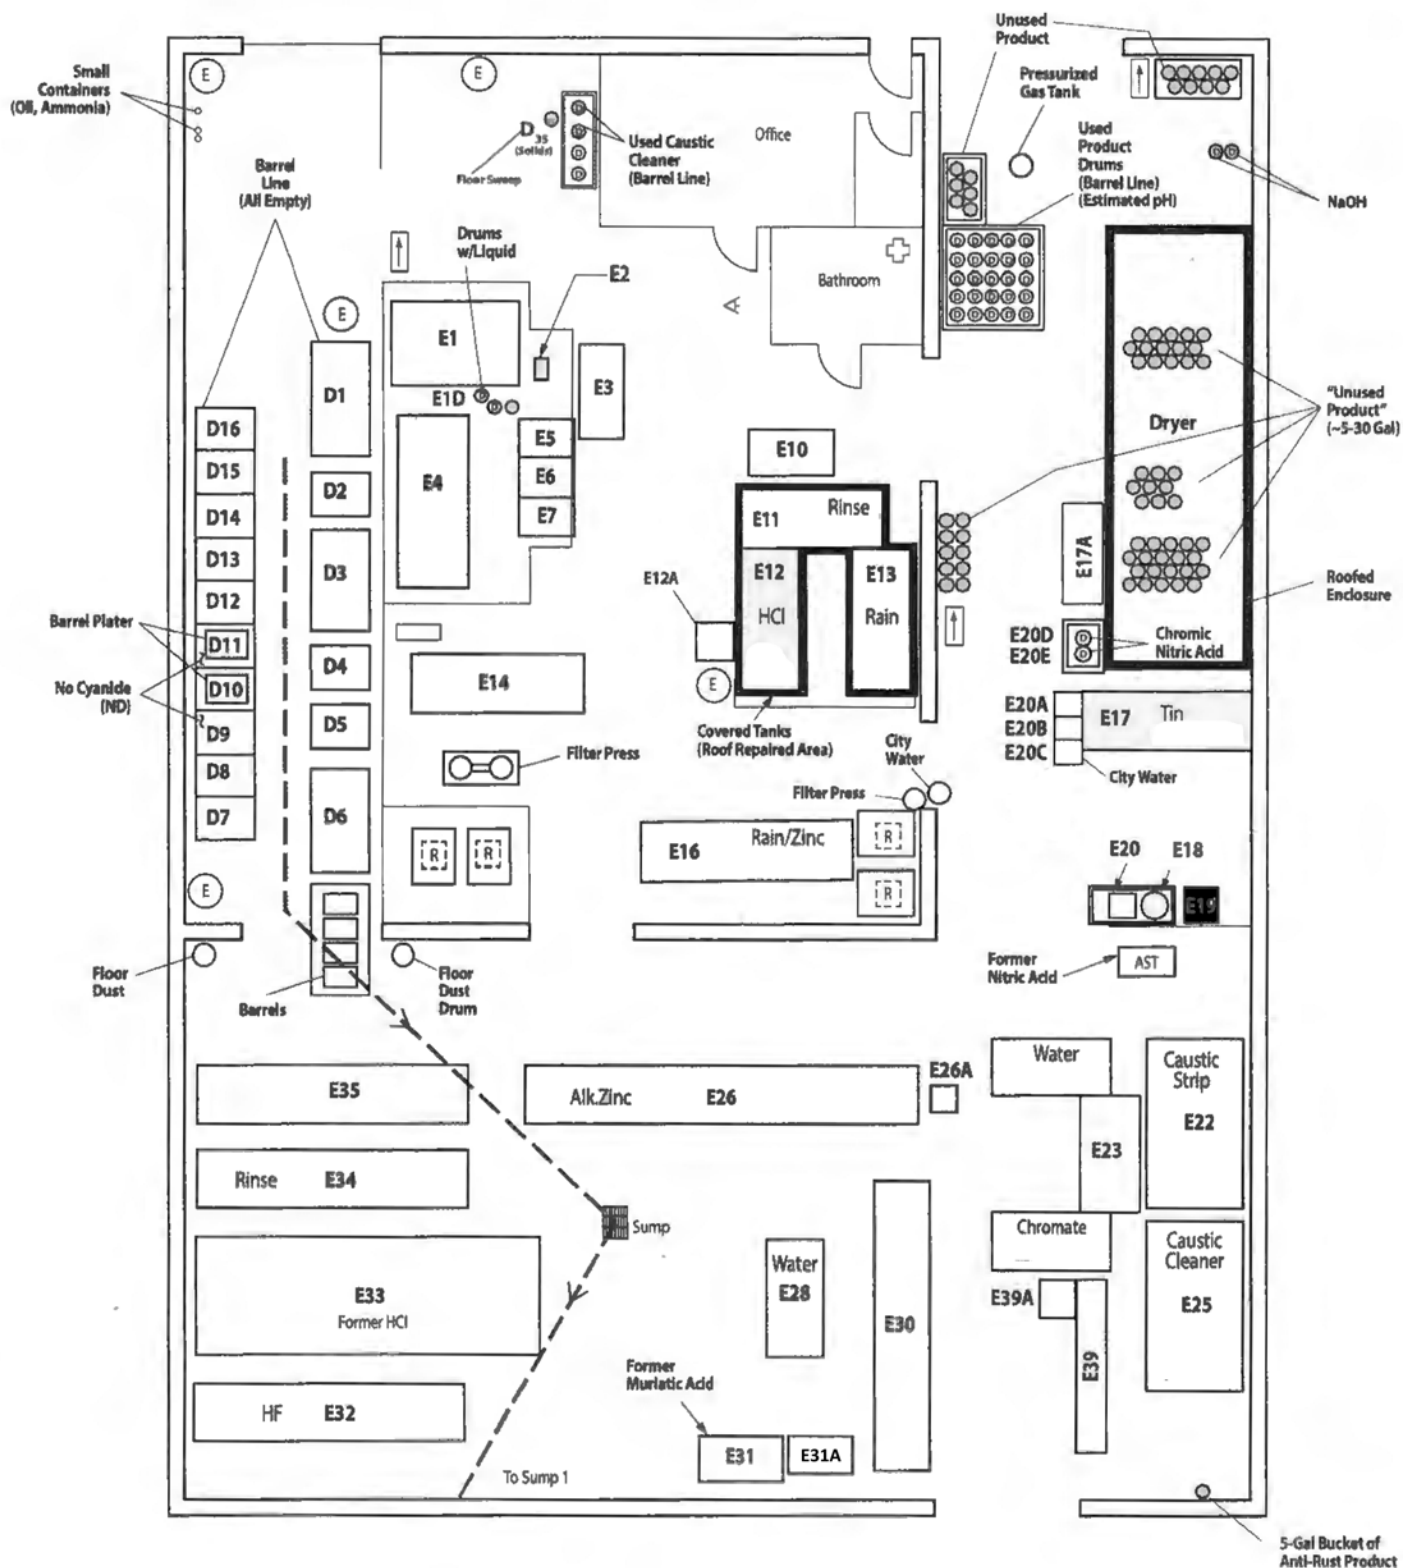 Unused
Product
Small
Containers
(Oil, Ammonia)
E
E
Pressurized
Gas Tank
D
35
(Solids)
Floor Sweep
Used Caustic
Cleaner
(Barrel Line)
D
D
D
D
Office
Used
Product
Drums
(Barrel Line)
(Estimated pH)
NaOH
Barrel
Line
(All Empty)
Drums
w/Liquid
E2
Bathroom
D D D D D
D D D D D
D D D D D
D D D D D
D D D D D
E
E1
E3
D1
E1D
D
D
"Unused
Product"
(~5-30 Gal)
Dryer
D16
D15
D14
D13
D12
D11
D10
D9
D8
D7
D2
D3
D4
D5
D6
E4
E5
E6
E7
E10
E11
Rinse
E12
HCl
E13
Rain
E12A
E
E17A
Roofed
Enclosure
Barrel Plater
No Cyanide
(ND)
E20D
E20E
D
D
Chromic
Nitric Acid
E14
Covered Tanks
(Roof Repaired Area)
E20A
E20B
E20C
E17
Tin
City Water
Filter Press
City
Water
Filter Press
E16
Rain/Zinc
R
R
R
R
E
E20
E18
E19
Floor
Dust
Barrels
Floor
Dust
Drum
Former
Nitric Acid
AST
E35
Alk.Zinc
E26
E26A
Water
Caustic
Strip
E22
E23
Rinse
E34
Sump
Chromate
Caustic
Cleaner
E25
E33
Former HCl
Water
E28
E30
E39A
E39
HF
E32
Former
Muriatic Acid
E31
E31A
To Sump 1
5-Gal Bucket of
Anti-Rust Product